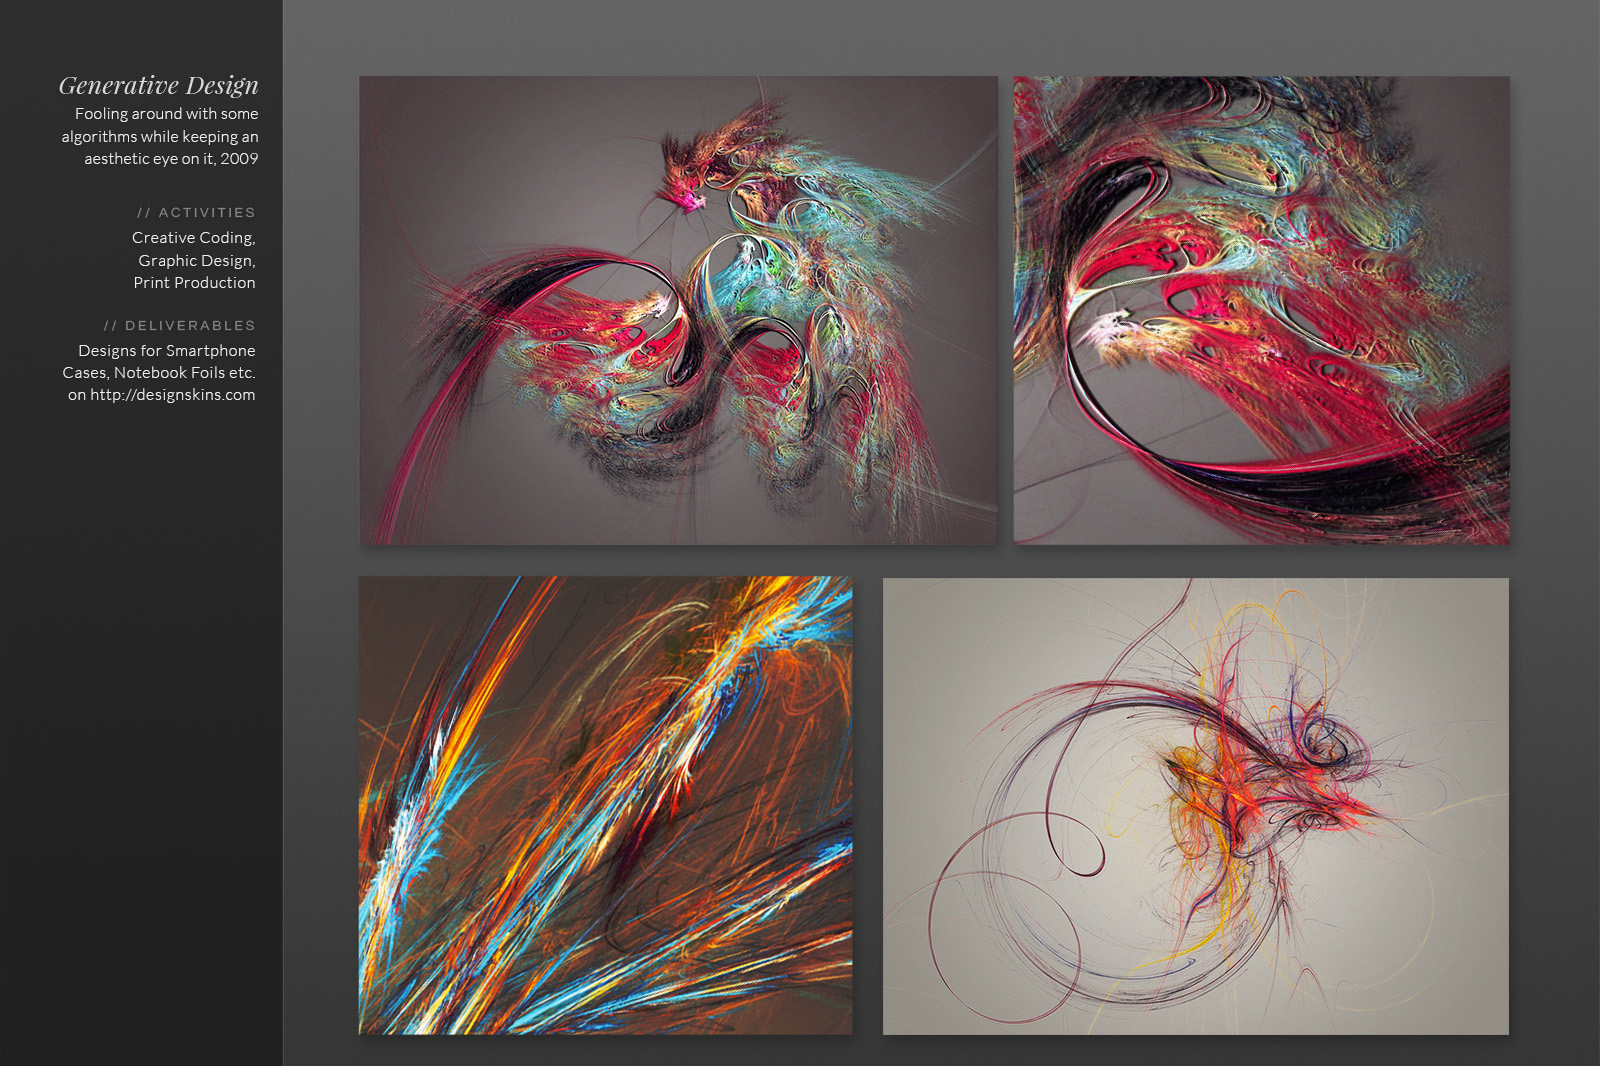 Generative Design
Fooling around with some
algorithms while keeping an
aesthetic eye on it, 2009
// ACTIVITIES
Creative Coding,
Graphic Design,
Print Production
// DELIVERABLES
Designs for Smartphone
Cases, Notebook Foils etc.
on http://designskins.com